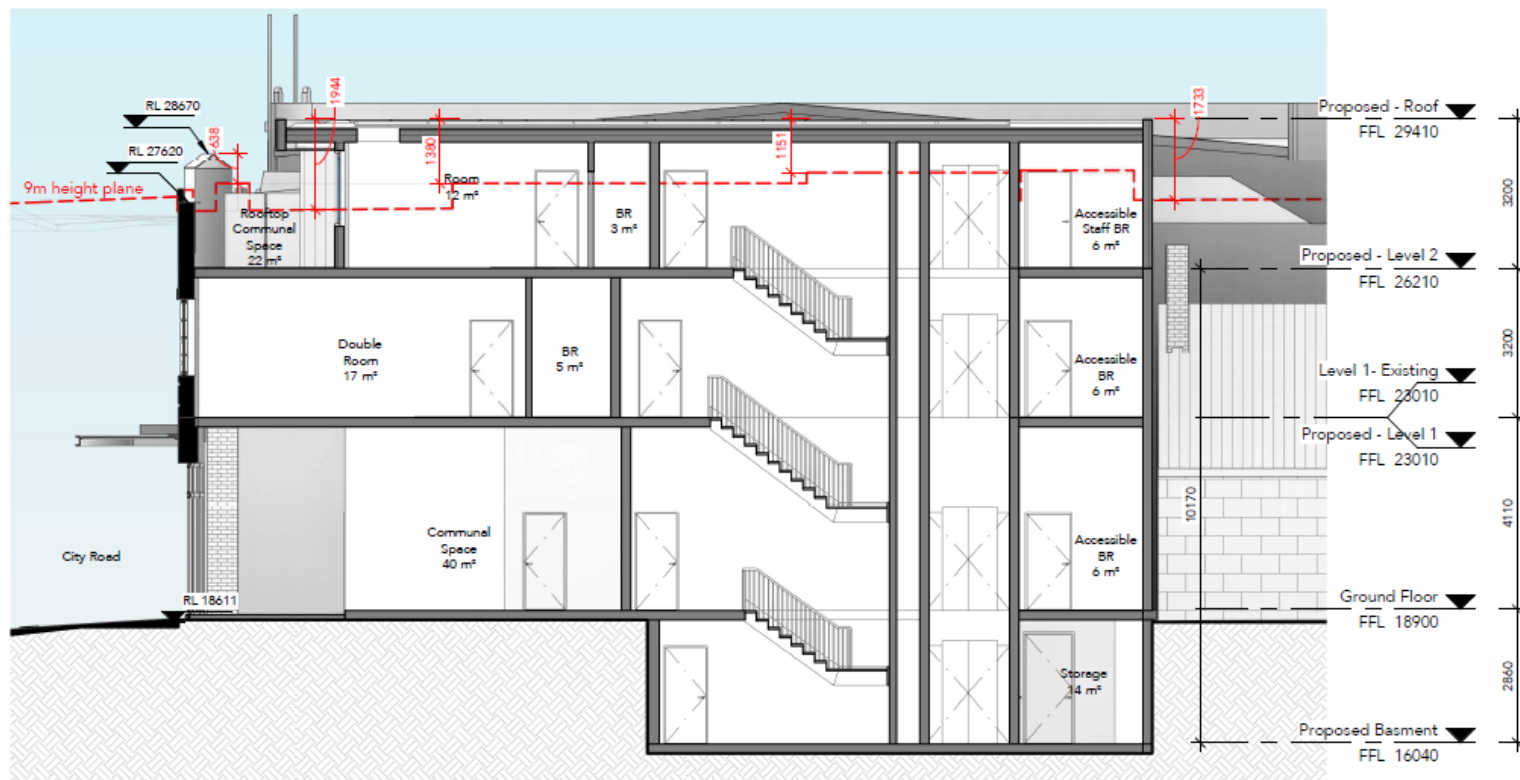 RL 28670
638
1944
1380
1151
1733
Proposed - Roof
FFL 29410
RL 27620
9m height plane
Room
12 m²
3200
Rooftop
Communal
Space
22 m²
BR
3 m²
Accessible
Staff BR
6 m²
Proposed - Level 2
FFL 26210
Double
Room
17 m²
BR
5 m²
Accessible
BR
6 m²
3200
Level 1- Existing
FFL 23010
Proposed - Level 1
FFL 23010
10170
4110
City Road
Communal
Space
40 m²
Accessible
BR
6 m²
RL 18611
Ground Floor
FFL 18900
Storage
14 m²
2860
Proposed Basment
FFL 16040